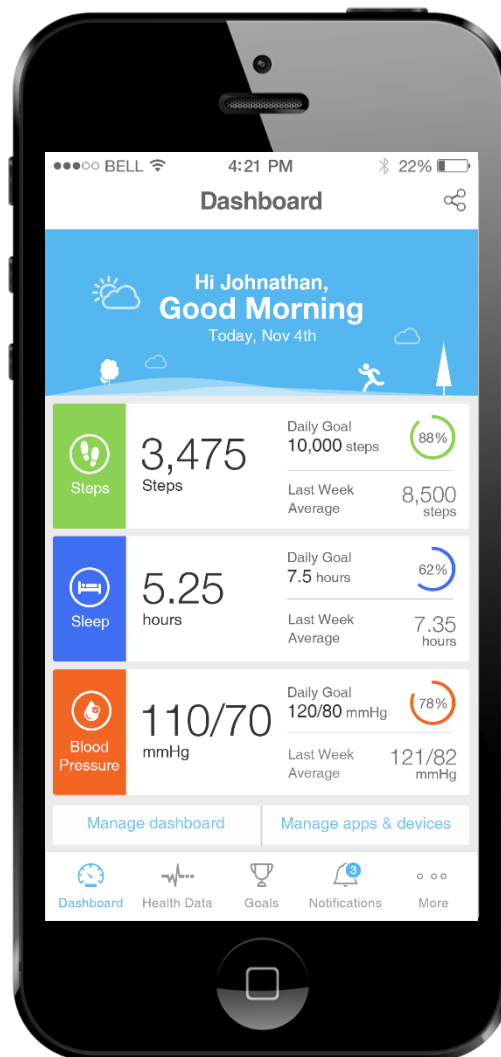 BELL 4:21 PM 22%
Dashboard
Hi Johnathan,
Good Morning
Today, Nov 4th
Steps
3,475
Steps
Daily Goal
10,000 steps
88%
Last Week
Average
8,500
steps
Sleep
5.25
hours
Daily Goal
7.5 hours
62%
Last Week
Average
7.35
hours
Blood
Pressure
110/70
mmHg
Daily Goal
120/80 mmHg
78%
Last Week
Average
121/82
mmHg
Manage dashboard
Manage apps & devices
3
Dashboard
Health Data
Goals
Notifications
More